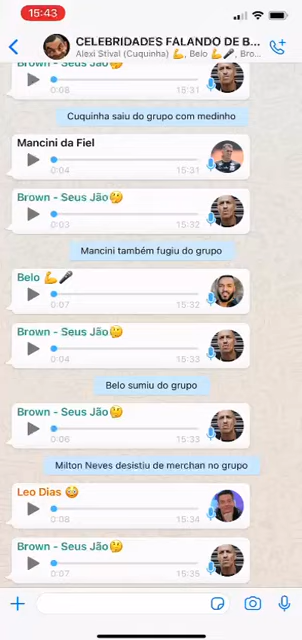 15:43
CELEBRIDADES FALANDO DE B...
Alexi Stival (Cuquinha) 💪, Belo 💪🎤, Bro...
Brown - Seus Jão🤔
0:08 15:31
Cuquinha saiu do grupo com medinho
Mancini da Fiel
0:04 15:31
Brown - Seus Jão🤔
0:03 15:32
Mancini também fugiu do grupo
Belo 💪🎤
0:07 15:32
Brown - Seus Jão🤔
0:04 15:33
Belo sumiu do grupo
Brown - Seus Jão🤔
0:06 15:33
Milton Neves desistiu de merchan no grupo
Leo Dias 😳
0:08 15:34
Brown - Seus Jão🤔
0:07 15:35